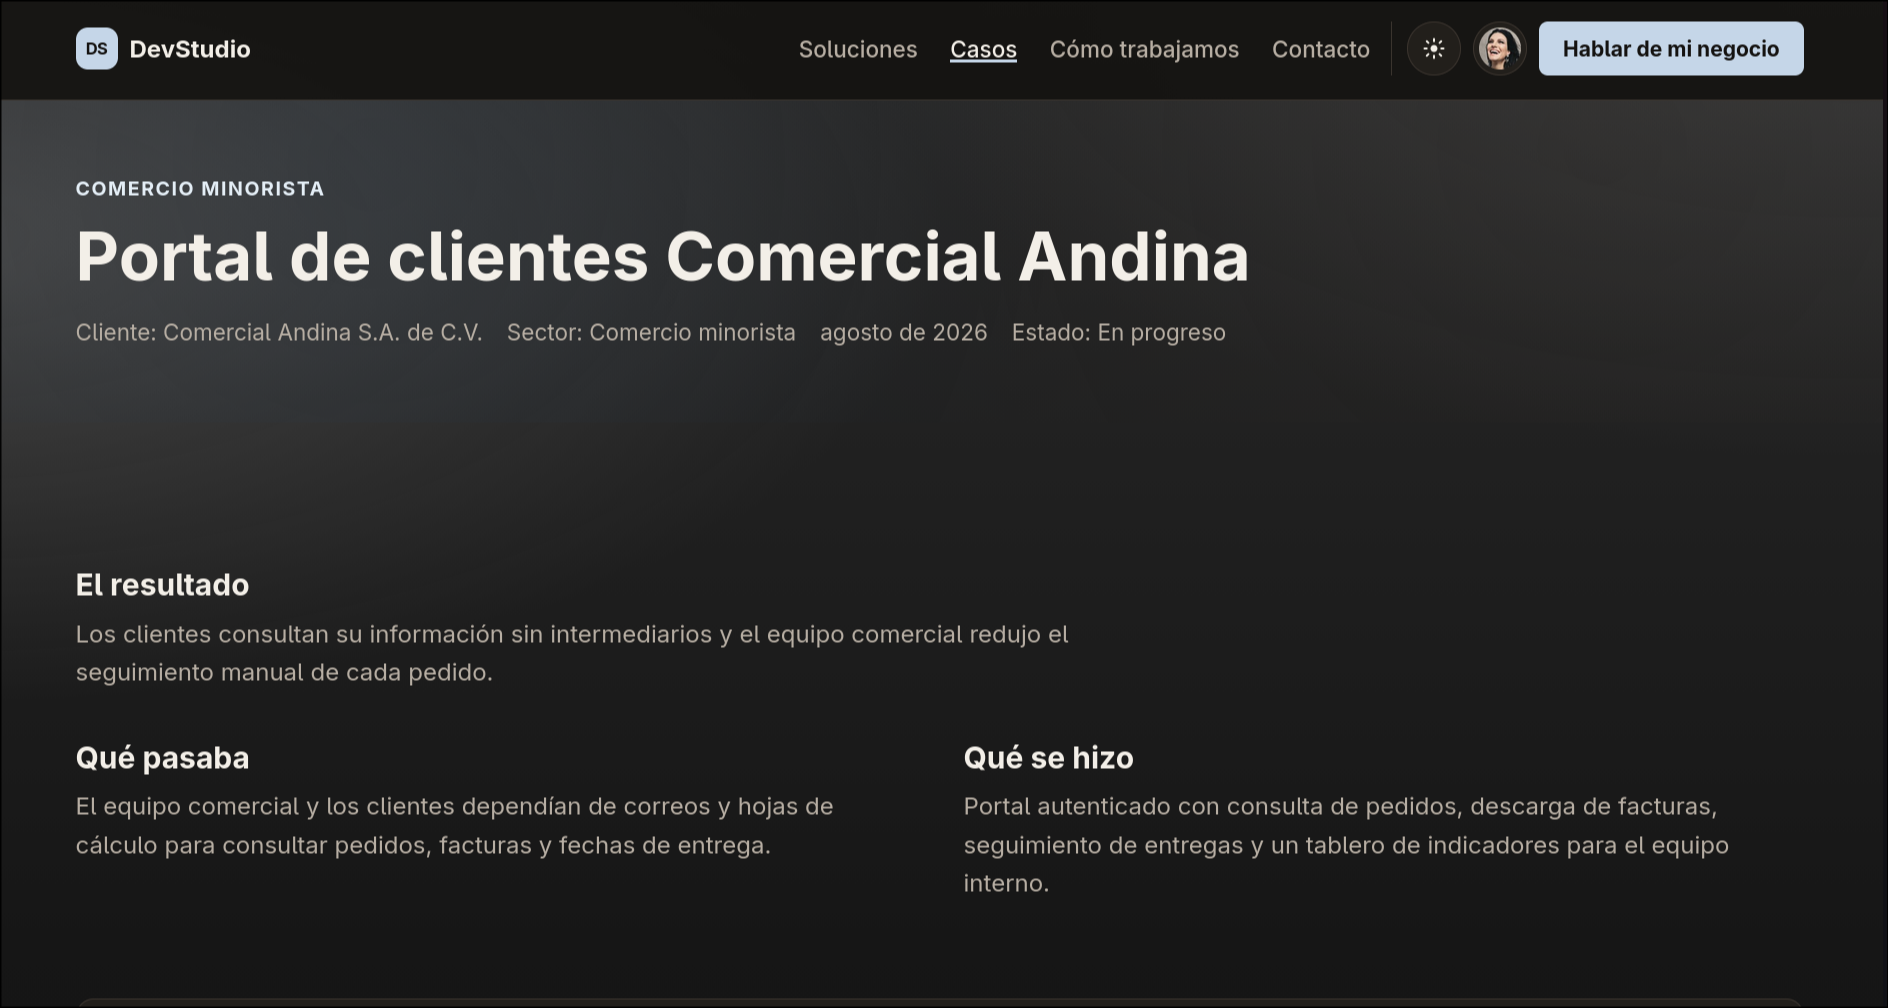 DS DevStudio
Soluciones Casos Cómo trabajamos Contacto Hablar de mi negocio
COMERCIO MINORISTA
Portal de clientes Comercial Andina
Cliente: Comercial Andina S.A. de C.V. Sector: Comercio minorista agosto de 2026 Estado: En progreso
El resultado
Los clientes consultan su información sin intermediarios y el equipo comercial redujo el
seguimiento manual de cada pedido.
Qué pasaba
El equipo comercial y los clientes dependían de correos y hojas de
cálculo para consultar pedidos, facturas y fechas de entrega.
Qué se hizo
Portal autenticado con consulta de pedidos, descarga de facturas,
seguimiento de entregas y un tablero de indicadores para el equipo
interno.